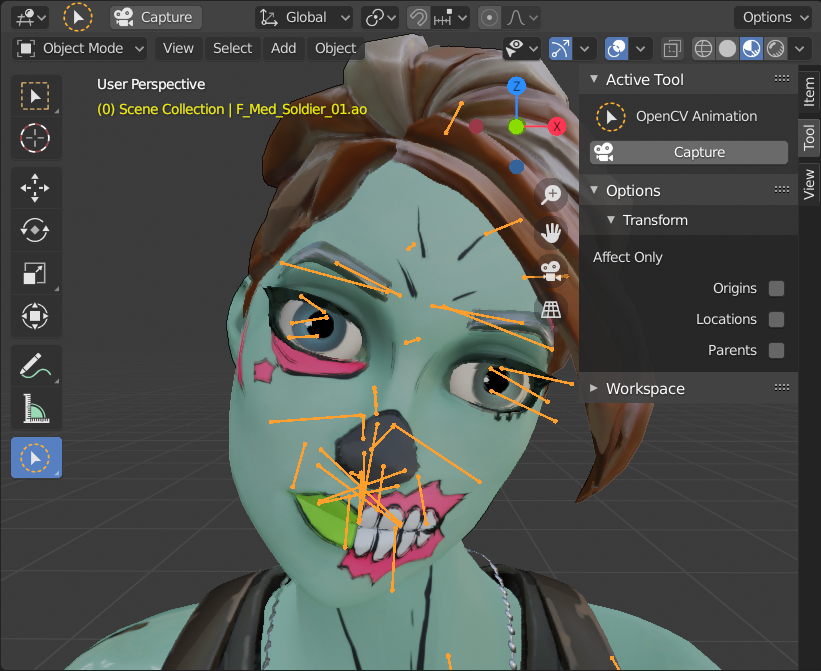 Capture
Global
Options
Object Mode
View
Select
Add
Object
User Perspective
(0) Scene Collection | F_Med_Soldier_01.ao
Z
X
Active Tool
OpenCV Animation
Capture
Options
Transform
Affect Only
Origins
Locations
Parents
Workspace
Item
Tool
View